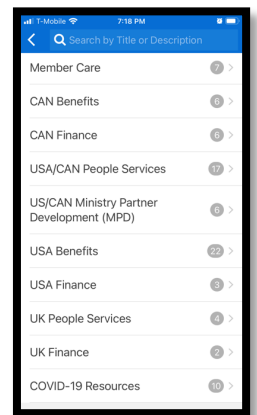 T-Mobile 7:18 PM
Search by Title or Description
Member Care 7
CAN Benefits 6
CAN Finance 6
USA/CAN People Services 17
US/CAN Ministry Partner
Development (MPD) 6
USA Benefits 22
USA Finance 3
UK People Services 4
UK Finance 2
COVID-19 Resources 10